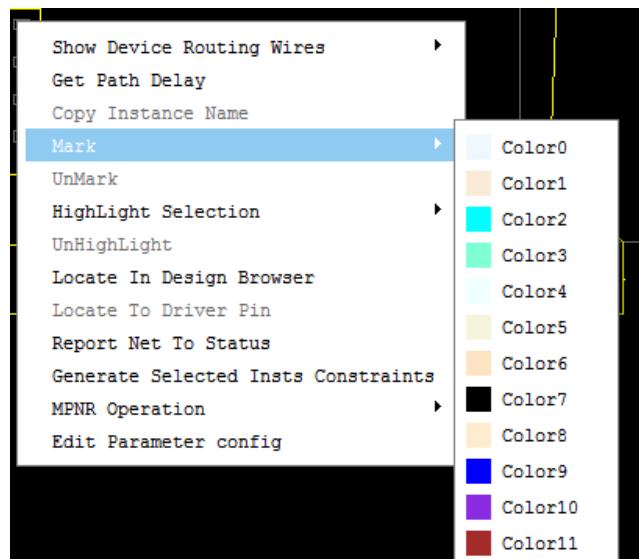 Show Device Routing Wires
Get Path Delay
Copy Instance Name
Mark
UnMark
HighLight Selection
UnHighLight
Locate In Design Browser
Locate To Driver Pin
Report Net To Status
Generate Selected Insts Constraints
MPNR Operation
Edit Parameter config
Color0
Color1
Color2
Color3
Color4
Color5
Color6
Color7
Color8
Color9
Color10
Color11